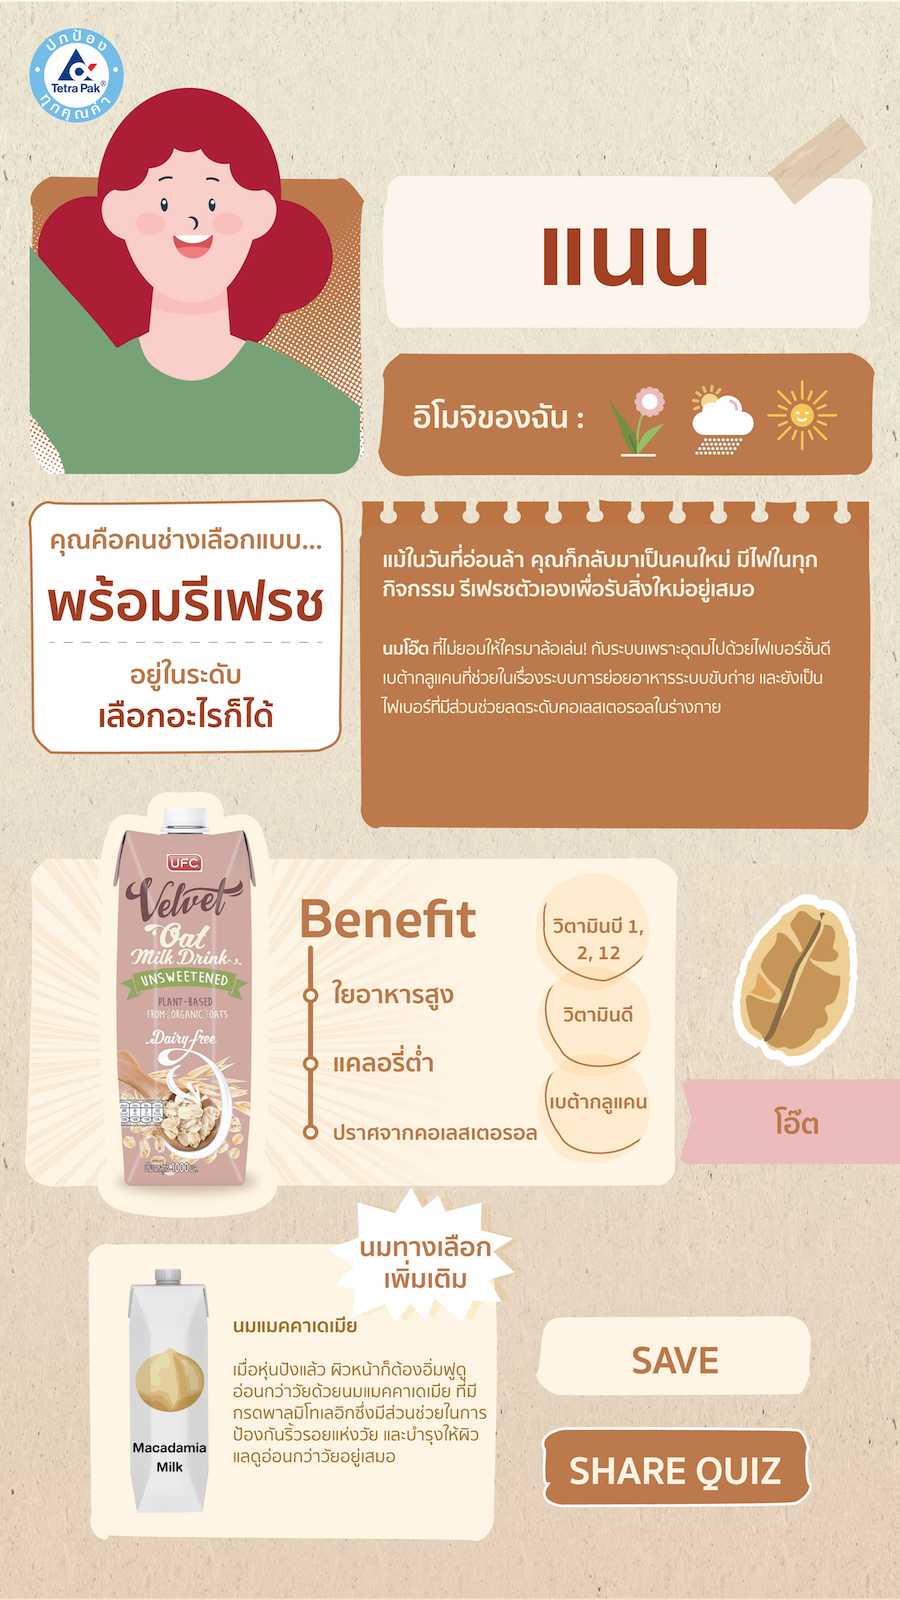 ปกป้อง
Tetra Pak®
ทุกคุณค่า
แนน
อิโมจิของฉัน :
คุณคือคนช่างเลือกแบบ...
พร้อมรีเฟรช
อยู่ในระดับ
เลือกอะไรก็ได้
แม้ในวันที่อ่อนล้า คุณก็กลับมาเป็นคนใหม่ มีไฟในทุก
กิจกรรม รีเฟรชตัวเองเพื่อรับสิ่งใหม่อยู่เสมอ
นมโอ๊ต ที่ไม่ยอมให้ใครมาล้อเล่น! กับระบบเพราะอุดมไปด้วยไฟเบอร์ชั้นดี
เบต้ากลูแคนที่ช่วยในเรื่องระบบการย่อยอาหารระบบขับถ่าย และยังเป็น
ไฟเบอร์ที่มีส่วนช่วยลดระดับคอเลสเตอรอลในร่างกาย
UFC
Velvet
Oat
Milk Drink
UNSWEETENED
PLANT-BASED
FROM ORGANIC OATS
Dairy free
1000
Benefit
ใยอาหารสูง
แคลอรี่ต่ำ
ปราศจากคอเลสเตอรอล
วิตามินบี 1,
2, 12
วิตามินดี
เบต้ากลูแคน
โอ๊ต
นมทางเลือก
เพิ่มเติม
นมแมคคาเดเมีย
เมื่อหุ่นปังแล้ว ผิวหน้าก็ต้องอิ่มฟูดู
อ่อนกว่าวัยด้วยนมแมคคาเดเมีย ที่มี
กรดพาลมิโทเลอิกซึ่งมีส่วนช่วยในการ
ป้องกันริ้วรอยแห่งวัย และบำรุงให้ผิว
แลดูอ่อนกว่าวัยอยู่เสมอ
Macadamia
Milk
SAVE
SHARE QUIZ